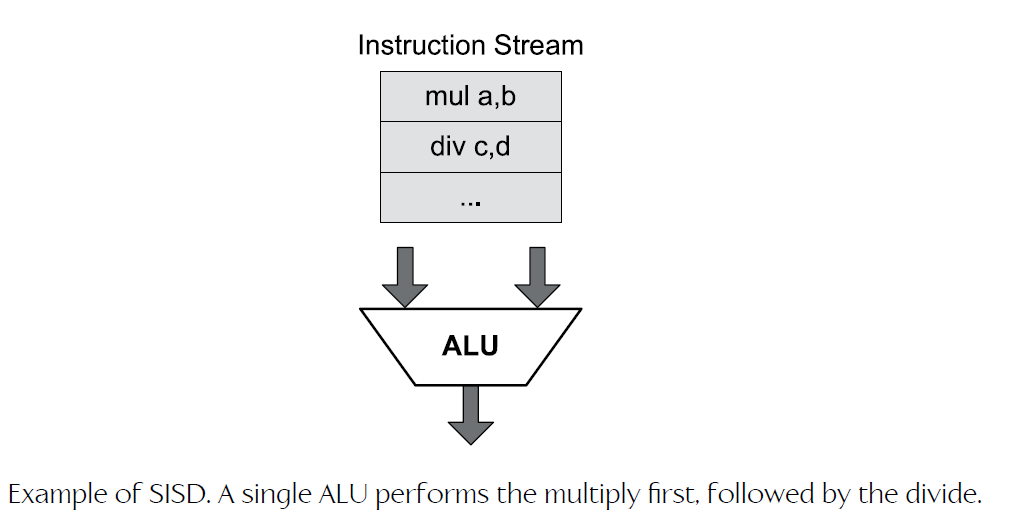 Instruction Stream
mul a,b
div c,d
...
ALU
Example of SISD. A single ALU performs the multiply first, followed by the divide.